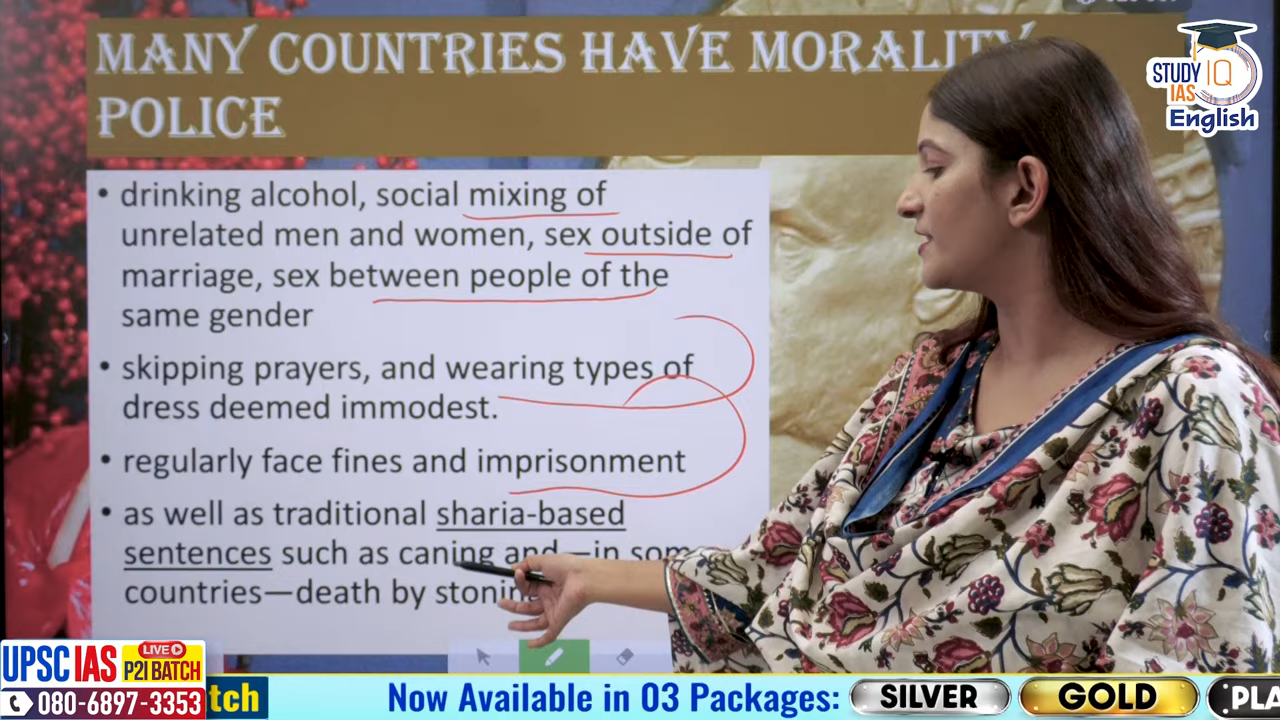 MANY COUNTRIES HAVE MORALITY
POLICE
STUDY IQ
IAS
English
• drinking alcohol, social mixing of
unrelated men and women, sex outside of
marriage, sex between people of the
same gender
• skipping prayers, and wearing types of
dress deemed immodest.
• regularly face fines and imprisonment
• as well as traditional sharia-based
sentences such as caning and—in some
countries—death by stoning
UPSC IAS LIVE P2I BATCH
080-6897-3353
tch
Now Available in 03 Packages: SILVER GOLD PLA